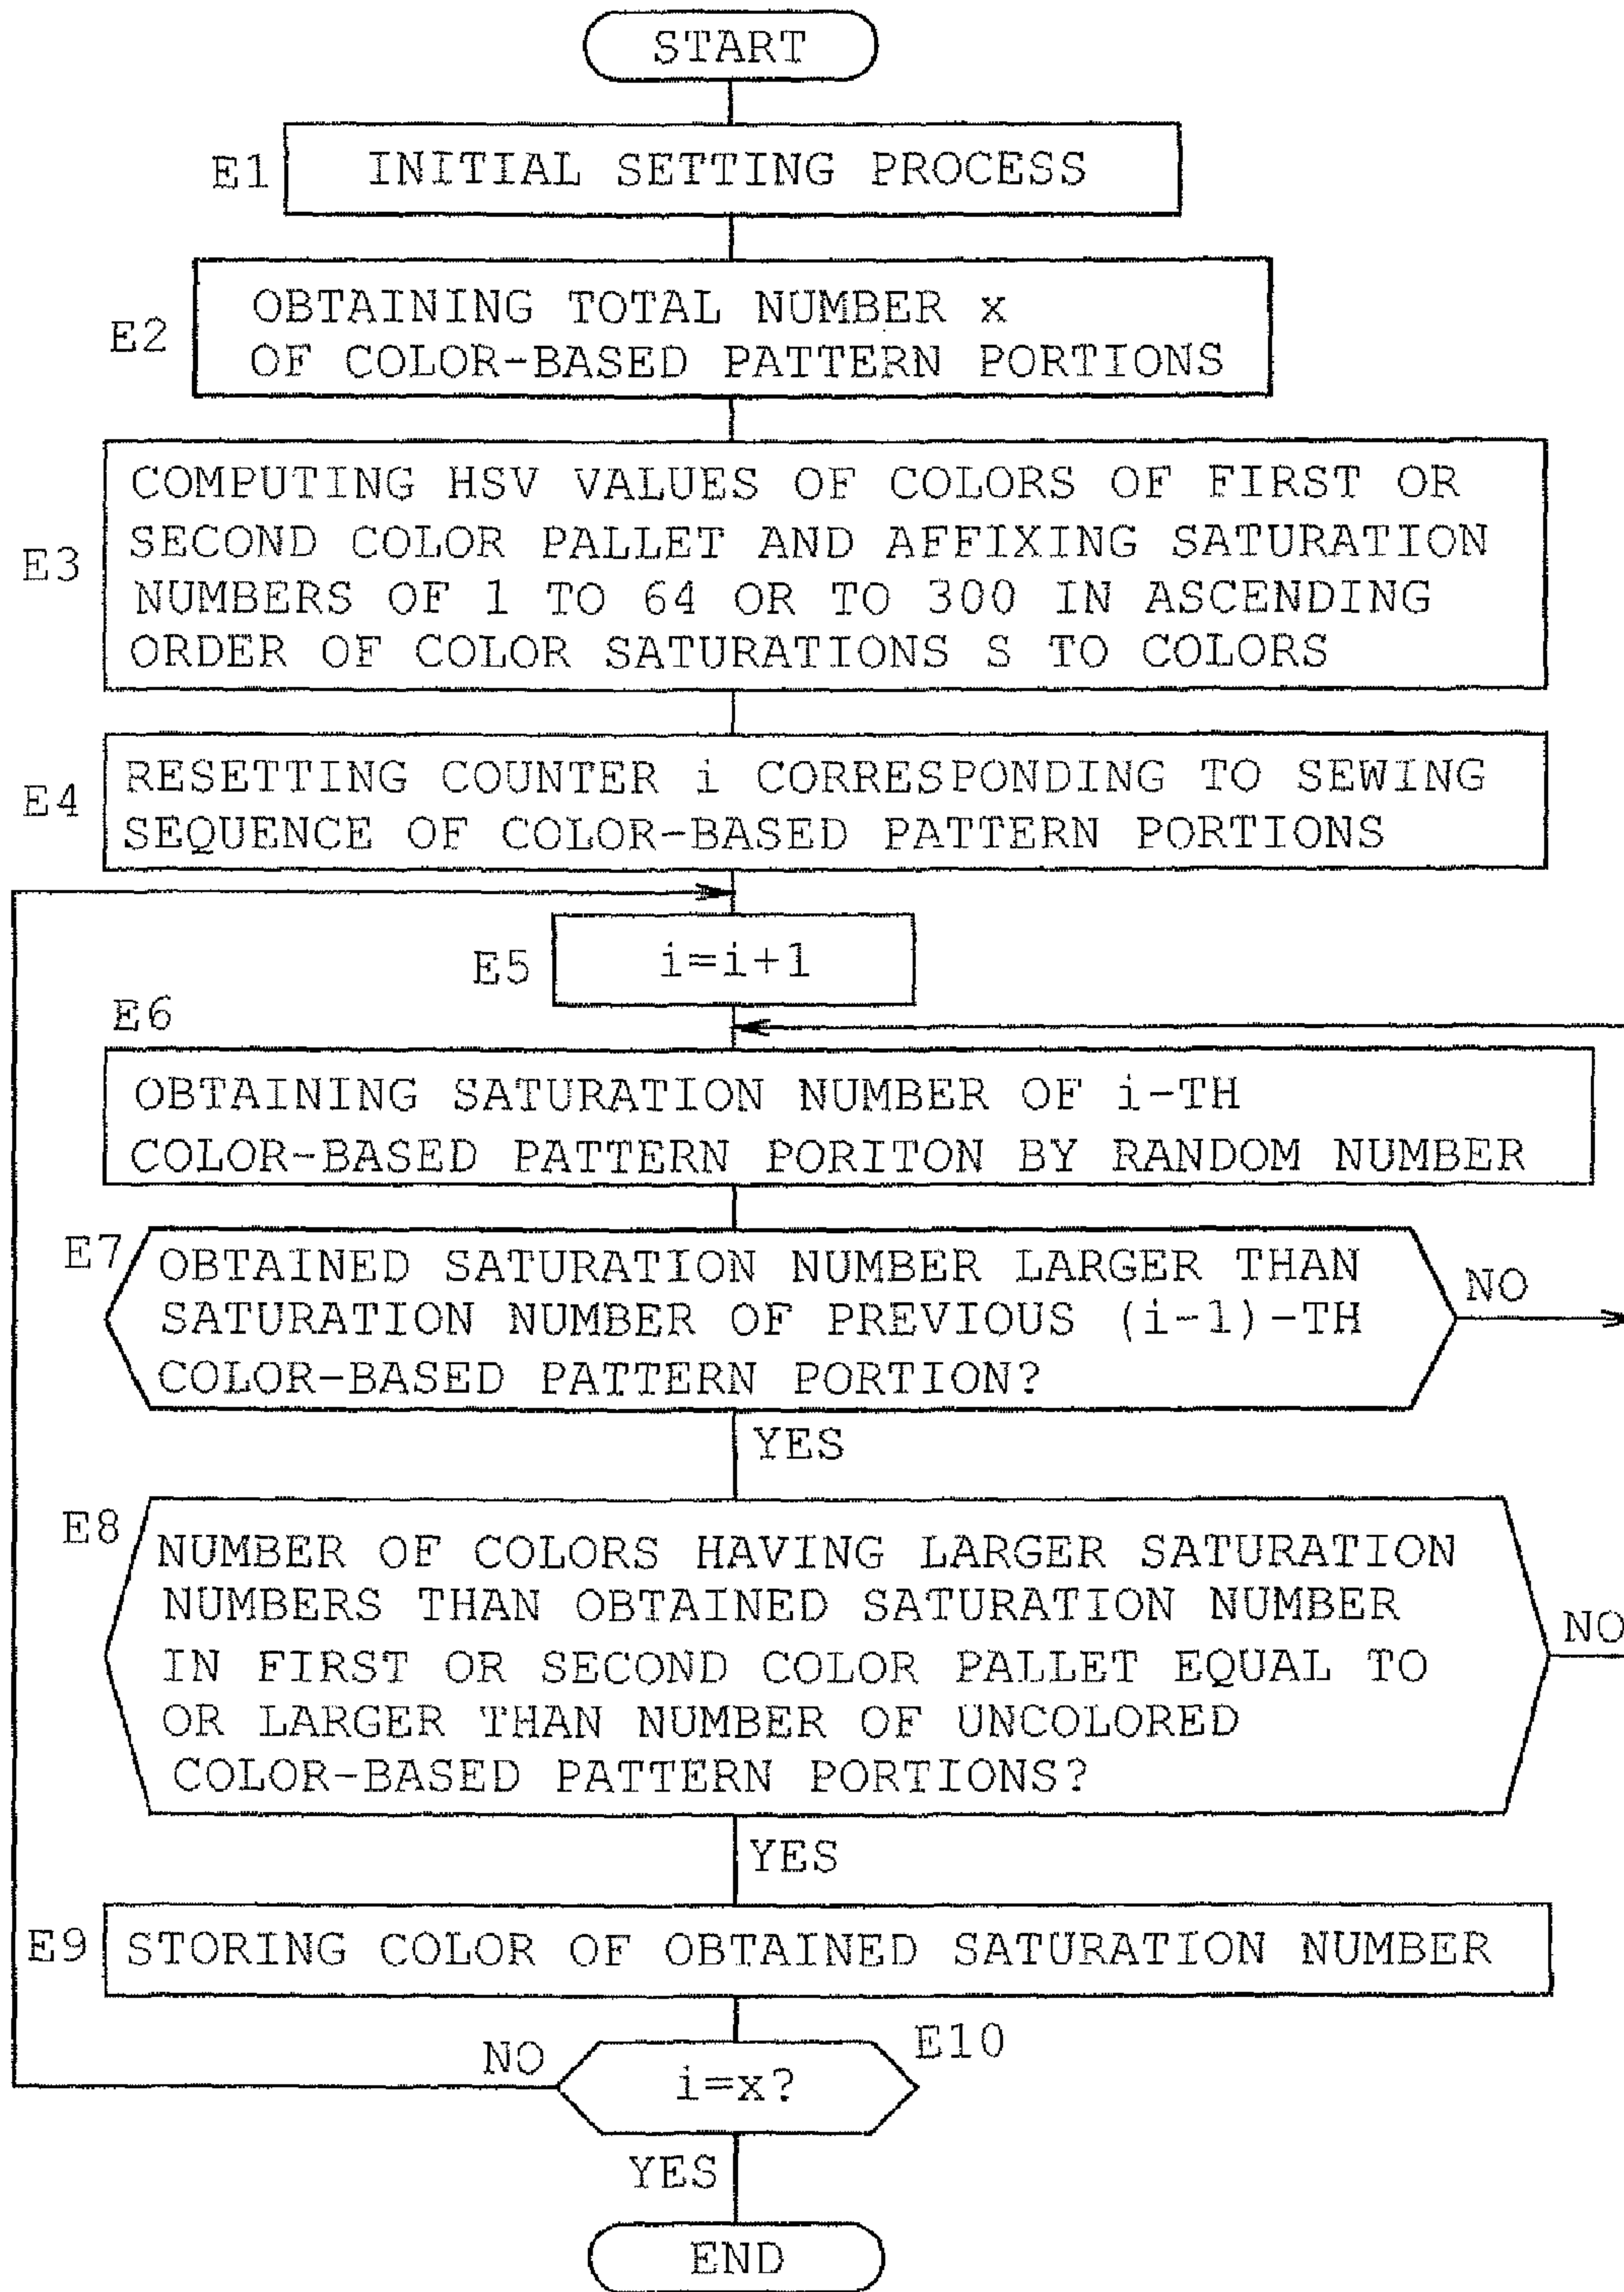 START
E1
INITIAL SETTING PROCESS
E2
OBTAINING TOTAL NUMBER x
OF COLOR-BASED PATTERN PORTIONS
E3
COMPUTING HSV VALUES OF COLORS OF FIRST OR
SECOND COLOR PALLET AND AFFIXING SATURATION
NUMBERS OF 1 TO 64 OR TO 300 IN ASCENDING
ORDER OF COLOR SATURATIONS S TO COLORS
E4
RESETTING COUNTER i CORRESPONDING TO SEWING
SEQUENCE OF COLOR-BASED PATTERN PORTIONS
E5
i=i+1
E6
OBTAINING SATURATION NUMBER OF i-TH
COLOR-BASED PATTERN PORITON BY RANDOM NUMBER
E7
OBTAINED SATURATION NUMBER LARGER THAN
SATURATION NUMBER OF PREVIOUS (i-1)-TH
COLOR-BASED PATTERN PORTION?
NO
YES
E8
NUMBER OF COLORS HAVING LARGER SATURATION
NUMBERS THAN OBTAINED SATURATION NUMBER
IN FIRST OR SECOND COLOR PALLET EQUAL TO
OR LARGER THAN NUMBER OF UNCOLORED
COLOR-BASED PATTERN PORTIONS?
NO
YES
E9
STORING COLOR OF OBTAINED SATURATION NUMBER
E10
NO
i=x?
YES
END